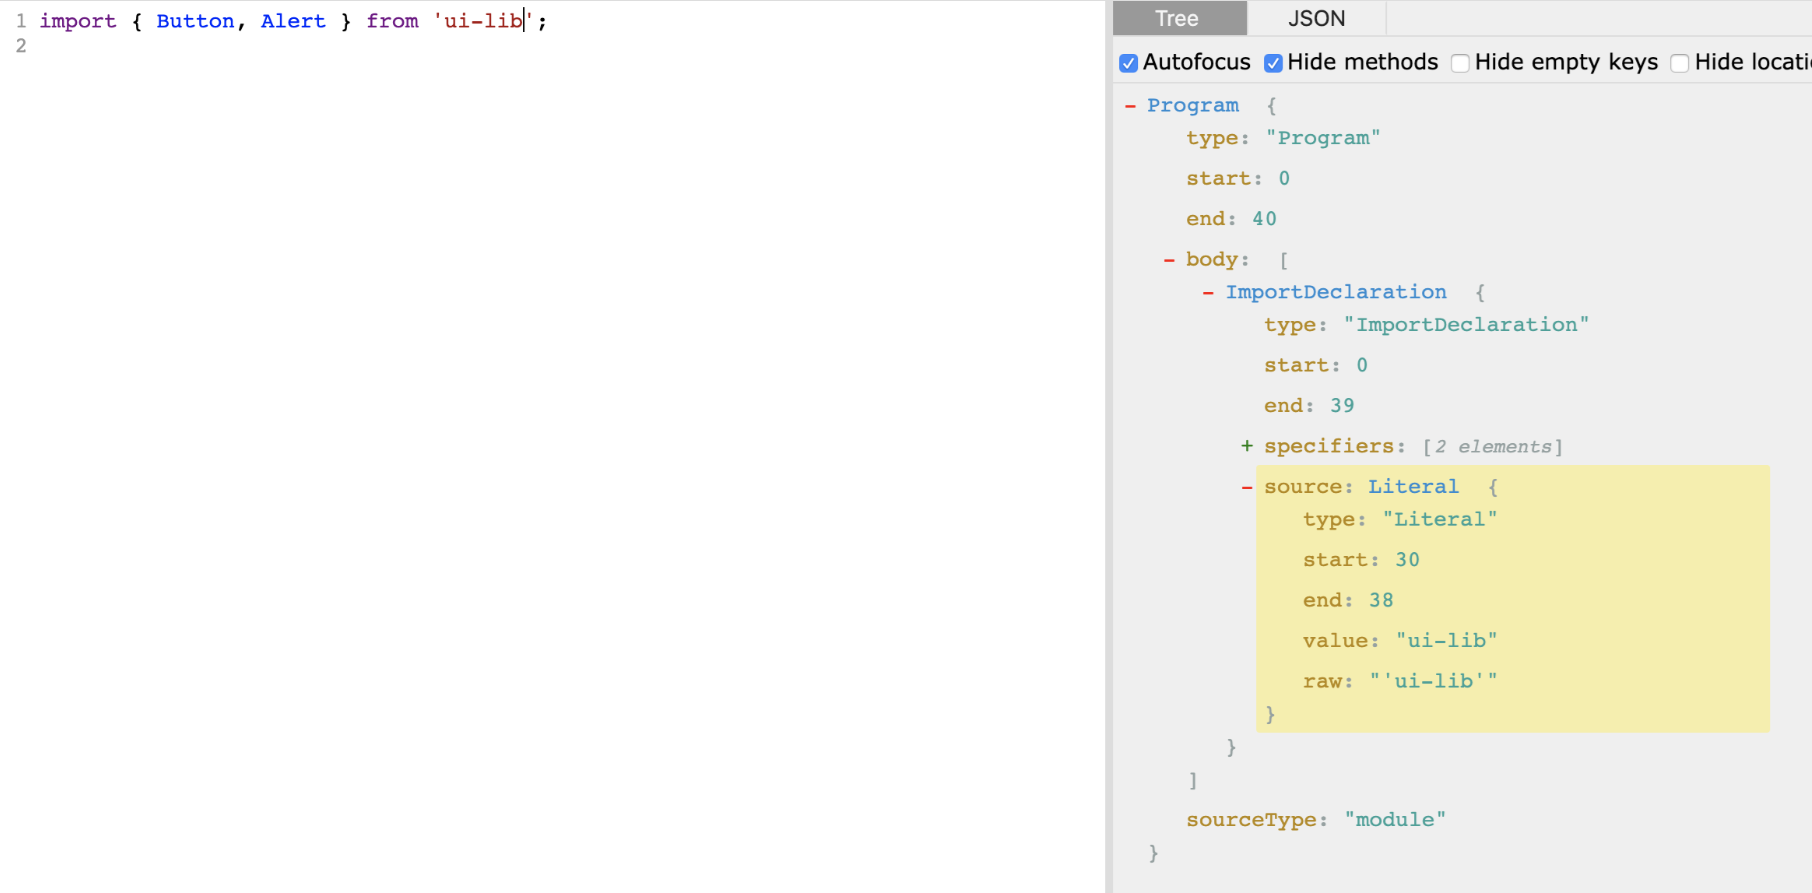 1 import { Button, Alert } from 'ui-lib';
2
Tree JSON
Autofocus Hide methods Hide empty keys Hide locati
– Program {
type: "Program"
start: 0
end: 40
– body: [
– ImportDeclaration {
type: "ImportDeclaration"
start: 0
end: 39
+ specifiers: [2 elements]
– source: Literal {
type: "Literal"
start: 30
end: 38
value: "ui-lib"
raw: "'ui-lib'"
}
}
]
sourceType: "module"
}